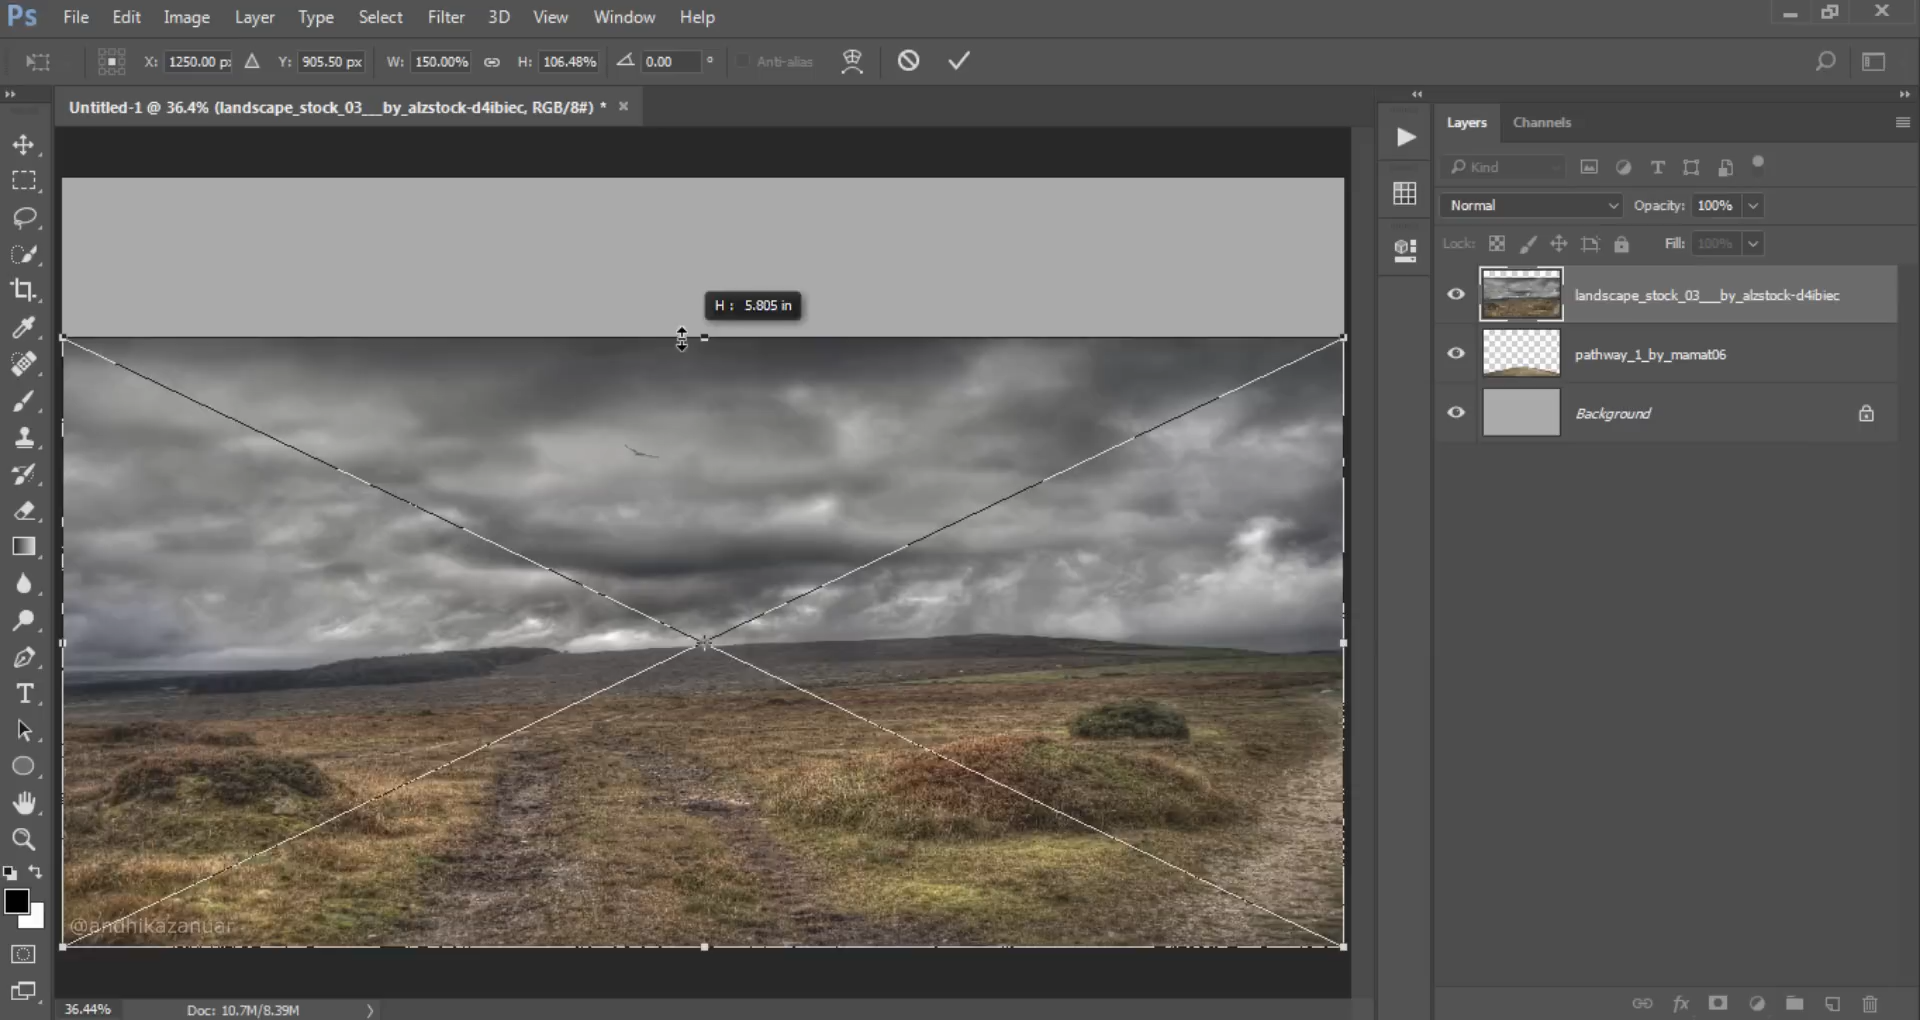 Ps File Edit Image Layer Type Select Filter 3D View Window Help
X: 1250.00 px Y: 905.50 px W: 150.00% H: 106.48% 0.00 ° Anti-alias
Untitled-1 @ 36.4% (landscape_stock_03___by_alzstock-d4ibiec, RGB/8#) *
Layers Channels
Kind
Normal Opacity: 100%
Lock: Fill: 100%
landscape_stock_03___by_alzstock-d4ibiec
pathway_1_by_mamat06
Background
H : 5.805 in
@andhikazanuar
36.44% Doc: 10.7M/8.39M